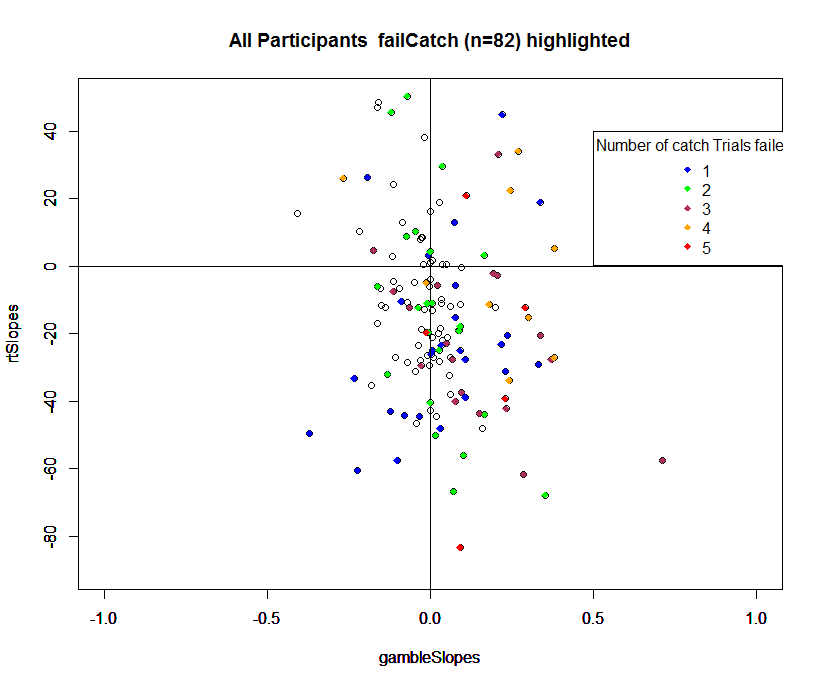 All Participants failCatch (n=82) highlighted
Number of catch Trials faile
1
2
3
4
5
40
20
0
-20
-40
-60
-80
rtSlopes
-1.0 -0.5 0.0 0.5 1.0
gambleSlopes